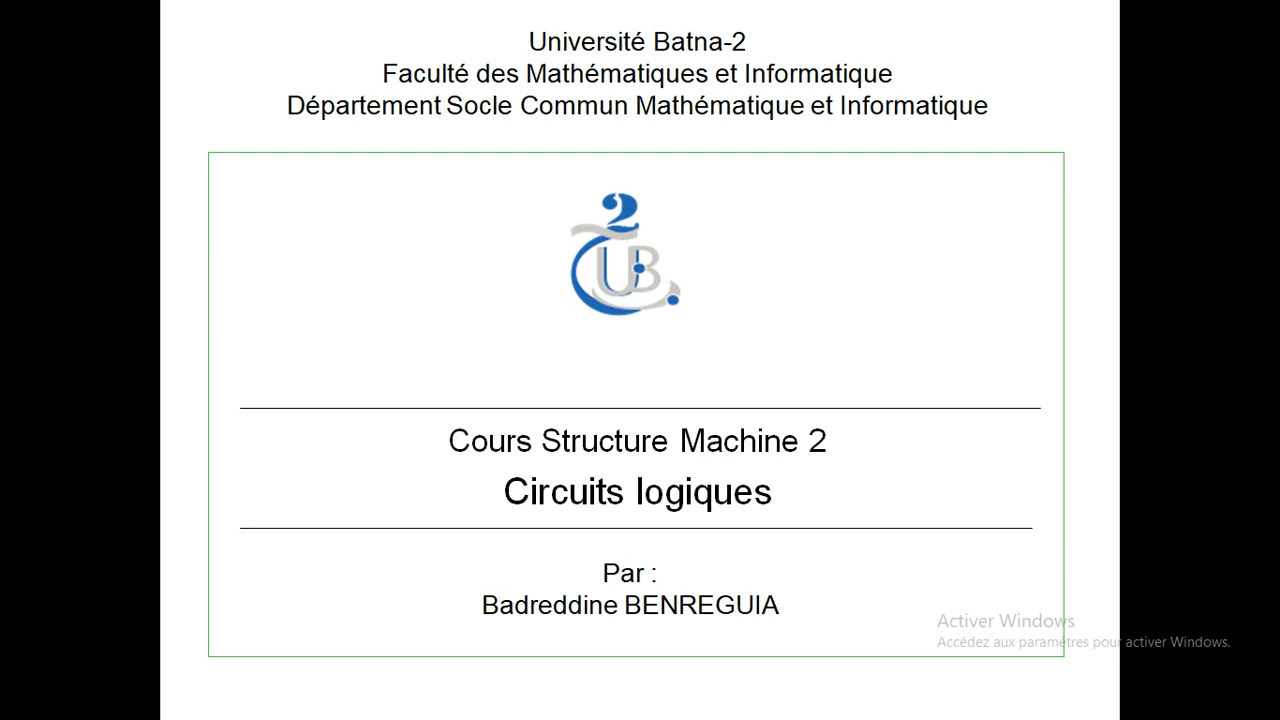 Université Batna-2
Faculté des Mathématiques et Informatique
Département Socle Commun Mathématique et Informatique
2
UB
Cours Structure Machine 2
Circuits logiques
Par :
Badreddine BENREGUIA
Activer Windows
Accédez aux paramètres pour activer Windows.